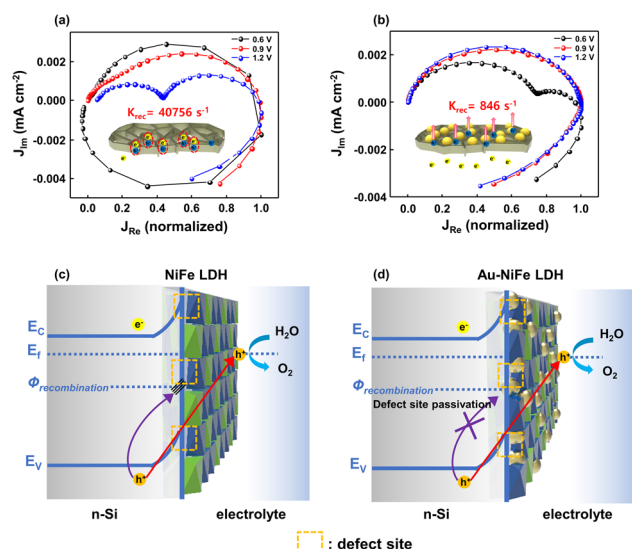 (a)
0.6 V
0.9 V
1.2 V
J_Im (mA cm⁻²)
0.002
0.000
-0.002
-0.004
K_rec= 40756 s⁻¹
e⁻
0.0 0.2 0.4 0.6 0.8 1.0
J_Re (normalized)
(b)
0.6 V
0.9 V
1.2 V
J_Im (mA cm⁻²)
0.002
0.000
-0.002
-0.004
K_rec= 846 s⁻¹
e⁻ e⁻ e⁻ e⁻ e⁻ e⁻
0.0 0.2 0.4 0.6 0.8 1.0
J_Re (normalized)
(c)
NiFe LDH
e⁻
E_C
E_f
Φ_recombination
E_V
h⁺
h⁺
H₂O
O₂
n-Si
electrolyte
(d)
Au-NiFe LDH
e⁻
E_C
E_f
Φ_recombination
Defect site passivation
E_V
h⁺
h⁺
H₂O
O₂
n-Si
electrolyte
: defect site